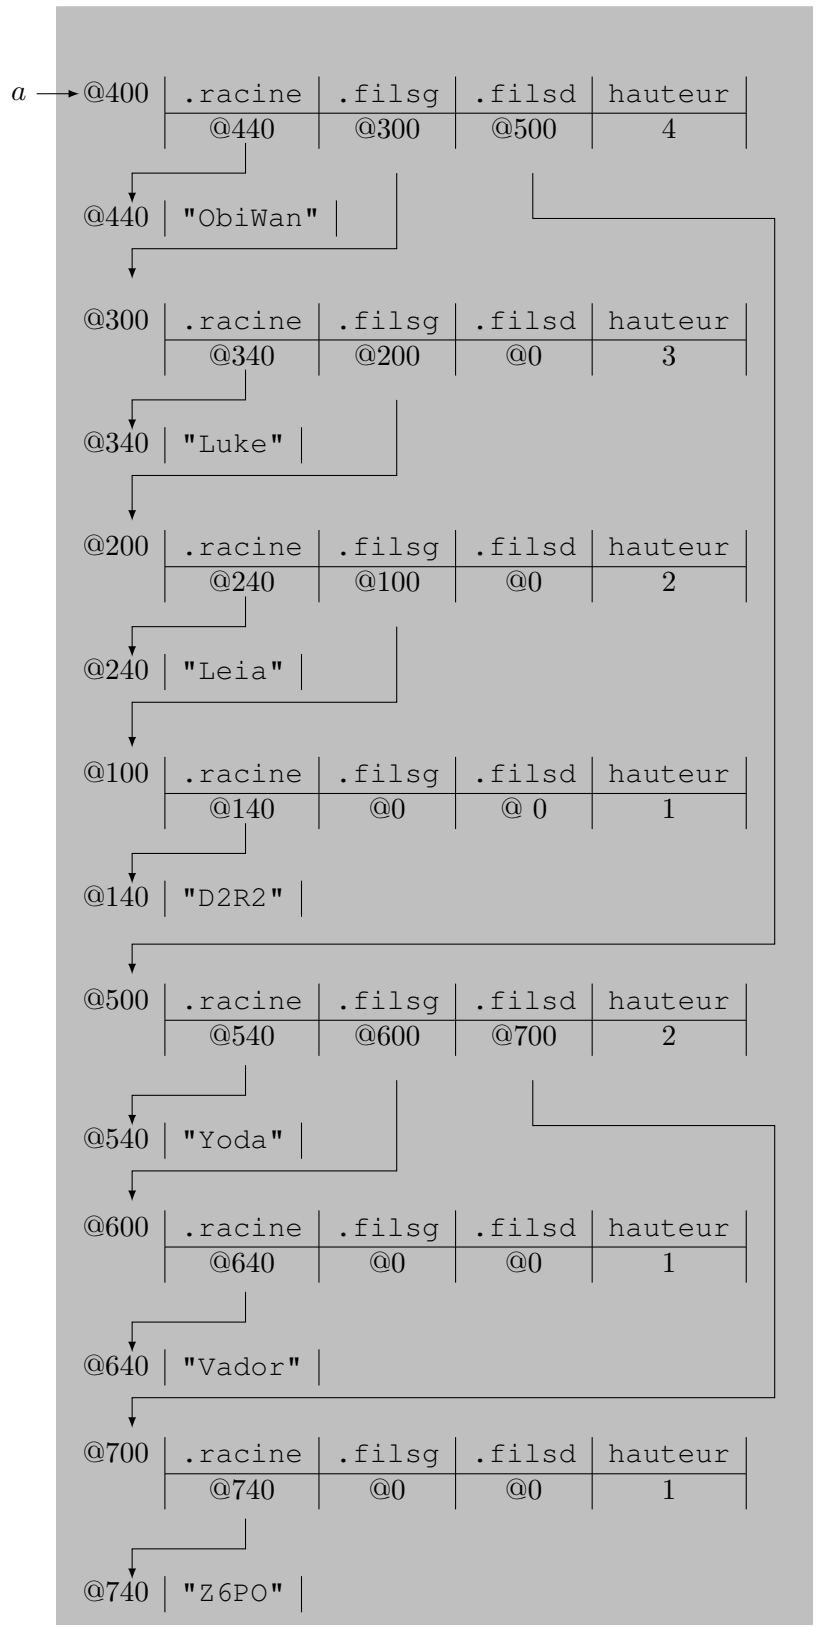 a @400 .racine .filsg .filsd hauteur
@440 @300 @500 4
@440 "ObiWan"
@300 .racine .filsg .filsd hauteur
@340 @200 @0 3
@340 "Luke"
@200 .racine .filsg .filsd hauteur
@240 @100 @0 2
@240 "Leia"
@100 .racine .filsg .filsd hauteur
@140 @0 @ 0 1
@140 "D2R2"
@500 .racine .filsg .filsd hauteur
@540 @600 @700 2
@540 "Yoda"
@600 .racine .filsg .filsd hauteur
@640 @0 @0 1
@640 "Vador"
@700 .racine .filsg .filsd hauteur
@740 @0 @0 1
@740 "Z6PO"